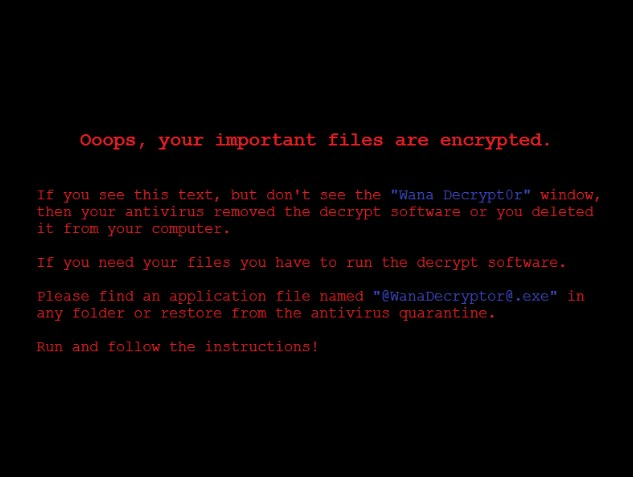 Ooops, your important files are encrypted.
If you see this text, but don't see the "Wana Decrypt0r" window,
then your antivirus removed the decrypt software or you deleted
it from your computer.
If you need your files you have to run the decrypt software.
Please find an application file named "@WanaDecryptor@.exe" in
any folder or restore from the antivirus quarantine.
Run and follow the instructions!